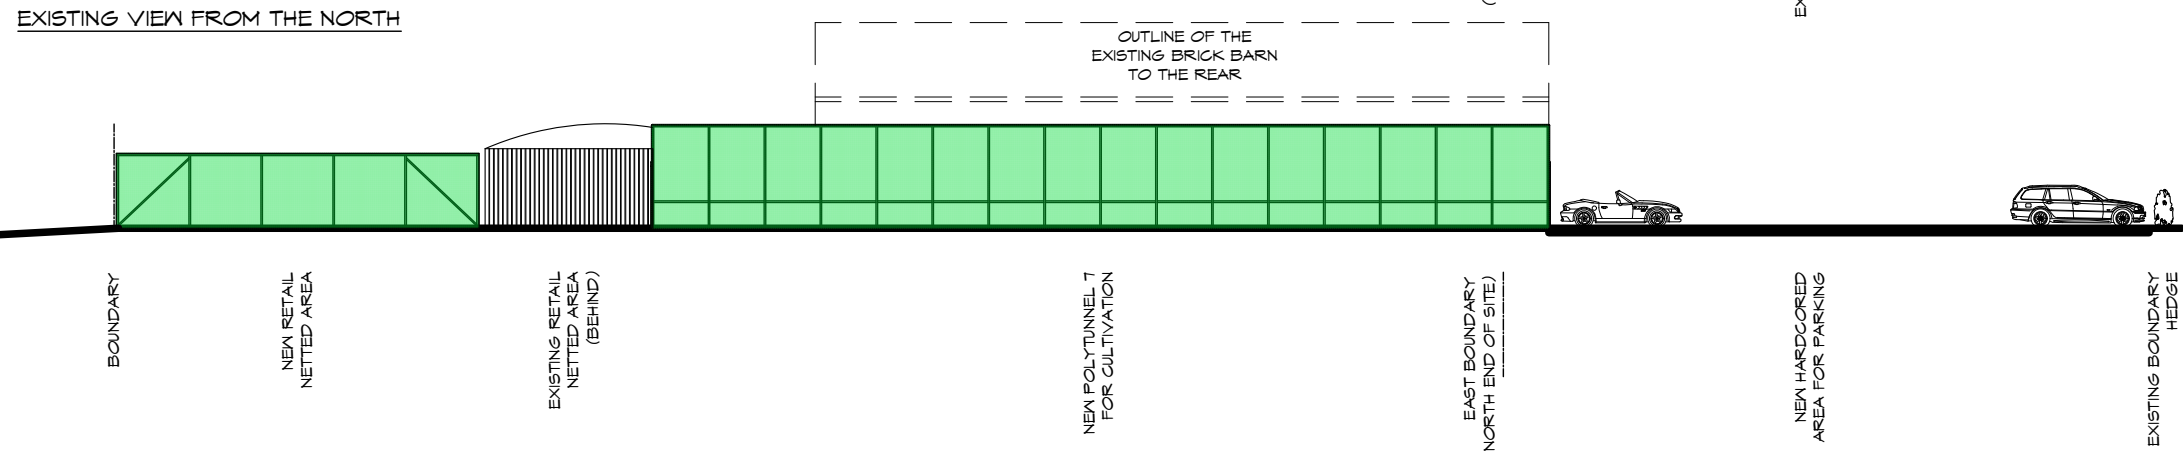 EXISTING VIEW FROM THE NORTH
OUTLINE OF THE
EXISTING BRICK BARN
TO THE REAR
BOUNDARY
NEW RETAIL
NETTED AREA
EXISTING RETAIL
NETTED AREA
(BEHIND)
NEW POLYTUNNEL 7
FOR CULTIVATION
EAST BOUNDARY
NORTH END OF SITE)
NEW HARDCORED
AREA FOR PARKING
EXISTING BOUNDARY
HEDGE